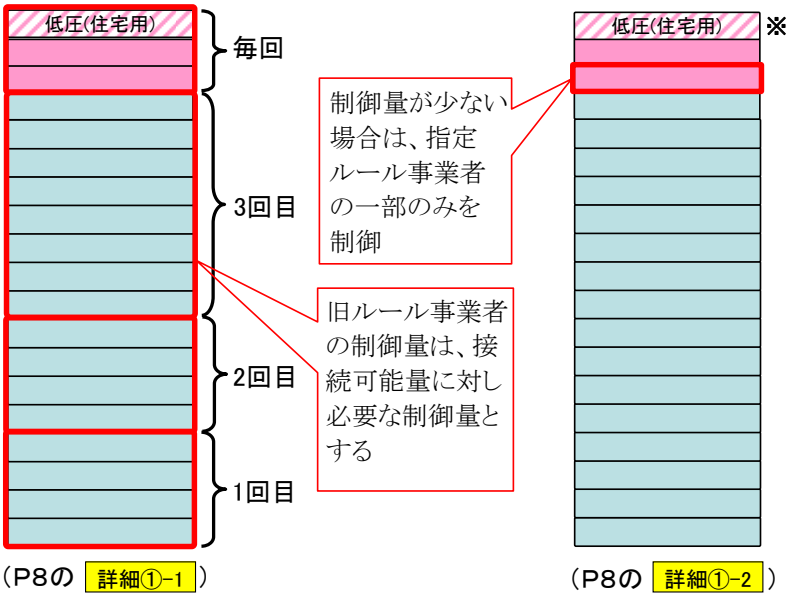 低圧(住宅用)
毎回
3回目
2回目
1回目
(P8の 詳細①-1)
制御量が少ない
場合は、指定
ルール事業者
の一部のみを
制御
旧ルール事業者
の制御量は、接
続可能量に対し
必要な制御量と
する
低圧(住宅用) ※
(P8の 詳細①-2)